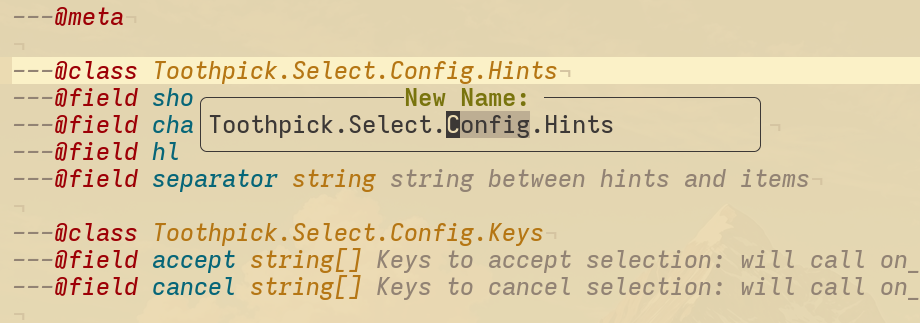 ---@meta¬
¬
---@class Toothpick.Select.Config.Hints¬
---@field sho
New Name:
---@field cha
Toothpick.Select.Config.Hints
¬
---@field hl
---@field separator string string between hints and items¬
¬
---@class Toothpick.Select.Config.Keys¬
---@field accept string[] Keys to accept selection: will call on_
---@field cancel string[] Keys to cancel selection: will call on_
¬